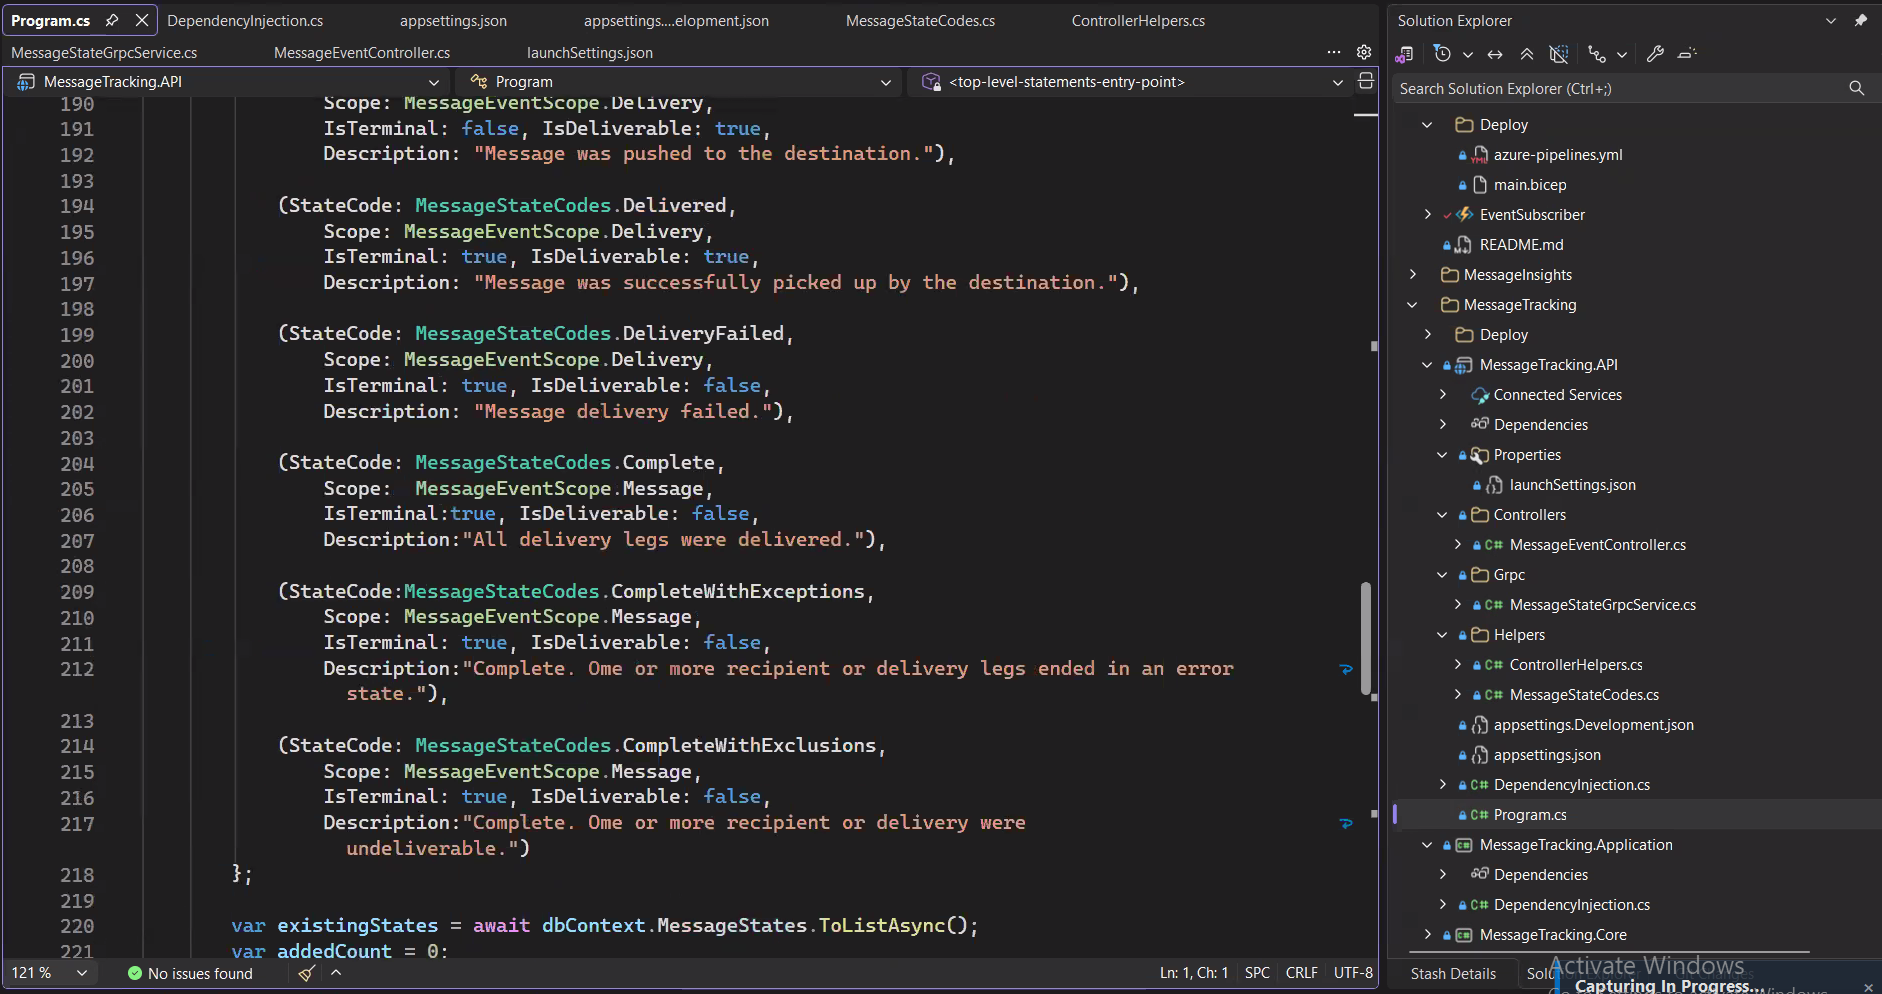 Program.cs
DependencyInjection.cs
appsettings.json
appsettings....elopment.json
MessageStateCodes.cs
ControllerHelpers.cs
MessageStateGrpcService.cs
MessageEventController.cs
launchSettings.json
MessageTracking.API
Program
<top-level-statements-entry-point>
190 Scope: MessageEventScope.Delivery,
191 IsTerminal: false, IsDeliverable: true,
192 Description: "Message was pushed to the destination."),
193
194 (StateCode: MessageStateCodes.Delivered,
195 Scope: MessageEventScope.Delivery,
196 IsTerminal: true, IsDeliverable: true,
197 Description: "Message was successfully picked up by the destination."),
198
199 (StateCode: MessageStateCodes.DeliveryFailed,
200 Scope: MessageEventScope.Delivery,
201 IsTerminal: true, IsDeliverable: false,
202 Description: "Message delivery failed."),
203
204 (StateCode: MessageStateCodes.Complete,
205 Scope:  MessageEventScope.Message,
206 IsTerminal:true, IsDeliverable: false,
207 Description:"All delivery legs were delivered."),
208
209 (StateCode:MessageStateCodes.CompleteWithExceptions,
210 Scope: MessageEventScope.Message,
211 IsTerminal: true, IsDeliverable: false,
212 Description:"Complete. Ome or more recipient or delivery legs ended in an error
state."),
213
214 (StateCode: MessageStateCodes.CompleteWithExclusions,
215 Scope: MessageEventScope.Message,
216 IsTerminal: true, IsDeliverable: false,
217 Description:"Complete. Ome or more recipient or delivery were
undeliverable.")
218 };
219
220 var existingStates = await dbContext.MessageStates.ToListAsync();
221 var addedCount = 0;
121 %
No issues found
Ln: 1, Ch: 1
SPC
CRLF
UTF-8
Solution Explorer
Search Solution Explorer (Ctrl+;)
Deploy
azure-pipelines.yml
main.bicep
EventSubscriber
README.md
MessageInsights
MessageTracking
Deploy
MessageTracking.API
Connected Services
Dependencies
Properties
launchSettings.json
Controllers
C# MessageEventController.cs
Grpc
C# MessageStateGrpcService.cs
Helpers
C# ControllerHelpers.cs
C# MessageStateCodes.cs
appsettings.Development.json
appsettings.json
C# DependencyInjection.cs
C# Program.cs
MessageTracking.Application
Dependencies
C# DependencyInjection.cs
MessageTracking.Core
Stash Details
Activate Windows
Capturing In Progress...